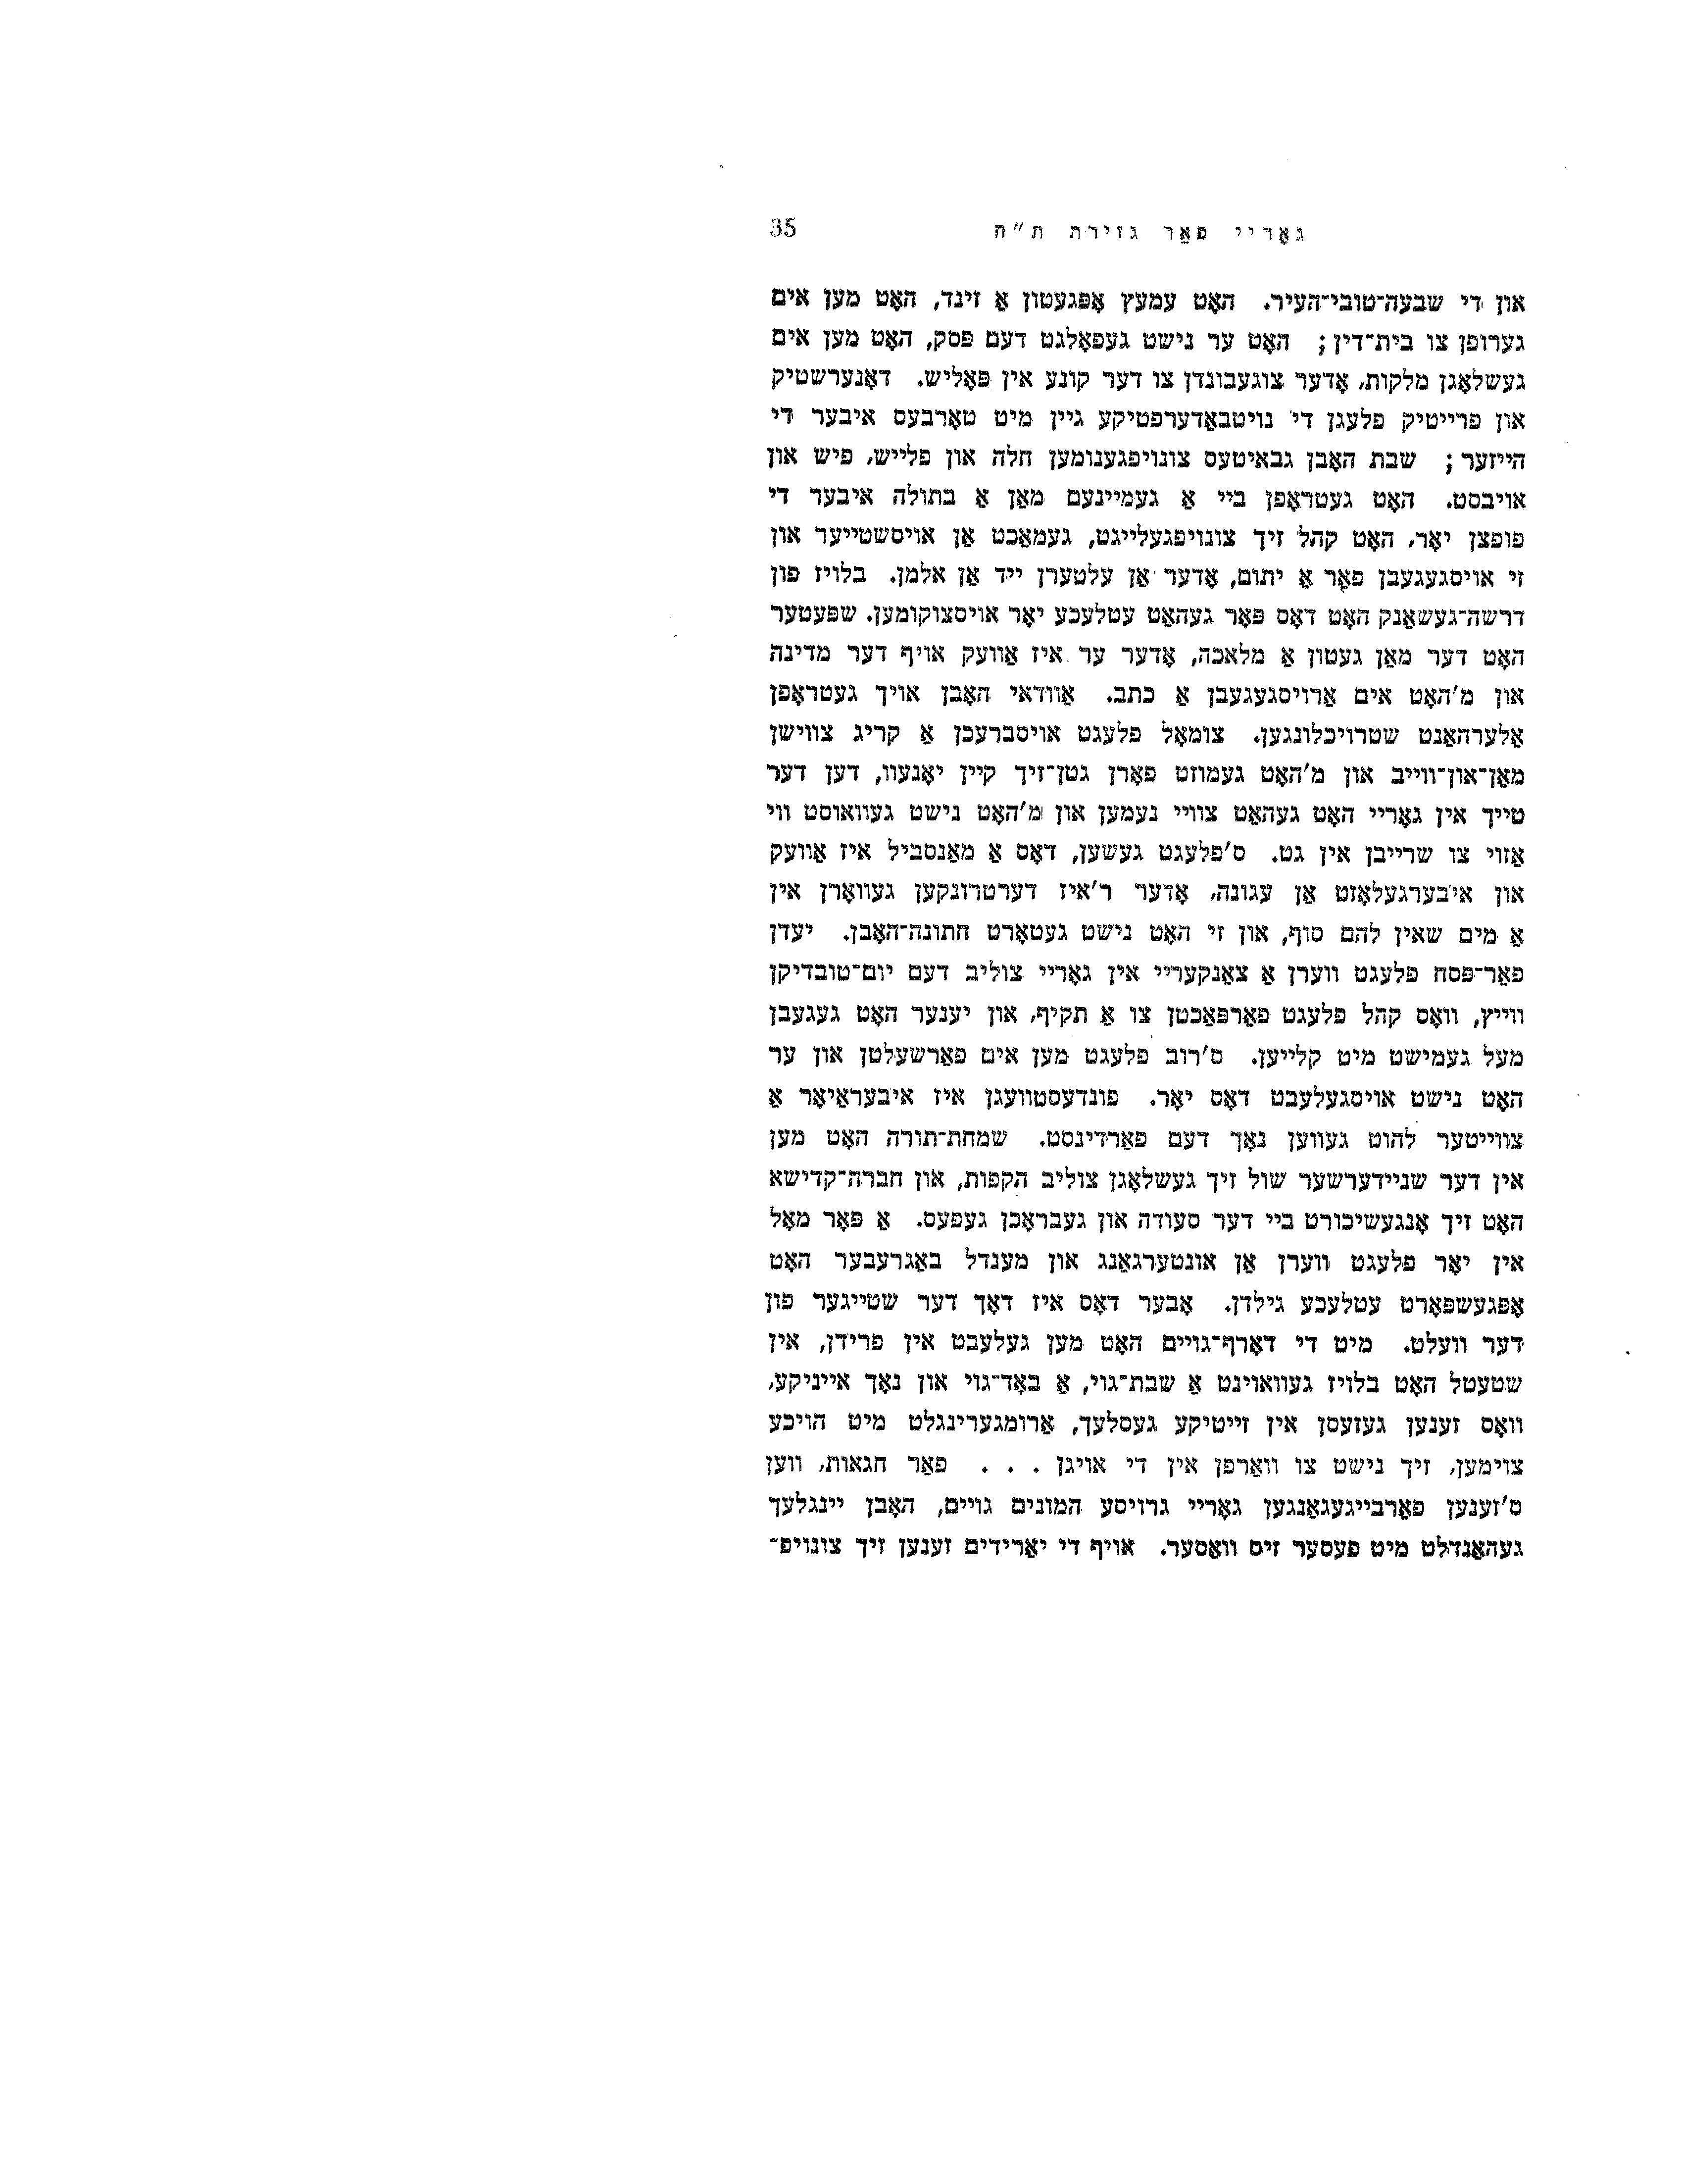 גאָריי פאַר גזירת ת״ח 35
און די שבעה־טובי־העיר. האָט עמעץ אָפּגעטון אַ זינד, האָט מען אים
גערופן צו בית־דין; האָט ער נישט געפאָלגט דעם פּסק, האָט מען אים
געשלאָגן מלקות, אָדער צוגעבונדן צו דער קונע אין פּאָליש. דאָנערשטיק
און פרייטיק פלעגן די נויטבאַדערפטיקע גיין מיט טאָרבעס איבער די
הייזער; שבת האָבן גבאיטעס צונויפגענומען חלה און פלייש, פיש און
אויבסט. האָט געטראָפן ביי אַ געמיינעם מאַן אַ בתולה איבער די
פופצן יאָר, האָט קהל זיך צונויפגעלייגט, געמאַכט אַן אויסשטייער און
זי אויסגעגעבן פאַר אַ יתום, אָדער אַן עלטערן ייד אַן אלמן. בלויז פון
דרשה־געשאַנק האָט דאָס פּאָר געהאַט עטלעכע יאָר אויסצוקומען. שפּעטער
האָט דער מאַן געטון אַ מלאכה, אָדער ער איז אַוועק אויף דער מדינה
און מ'האָט אים אַרויסגעגעבן אַ כתב. אַוודאי האָבן אויך געטראָפן
אַלערהאַנט שטרויכלונגען. צומאָל פלעגט אויסברעכן אַ קריג צווישן
מאַן־און־ווייב און מ'האָט געמוזט פאָרן גטן־זיך קיין יאָנעוו, דען דער
טייך אין גאָריי האָט געהאַט צוויי נעמען און מ'האָט נישט געוואוסט ווי
אַזוי צו שרייבן אין גט. ס'פלעגט געשען, דאָס אַ מאַנסביל איז אַוועק
און איבערגעלאָזט אַן עגונה, אָדער ר'איז דערטרונקען געוואָרן אין
אַ מים שאין להם סוף, און זי האָט נישט געטאָרט חתונה־האָבן. יעדן
פאַר־פּסח פלעגט ווערן אַ צאַנקעריי אין גאָריי צוליב דעם יום־טובדיקן
ווייץ, וואָס קהל פלעגט פאַרפּאַכטן צו אַ תקיף, און יענער האָט געגעבן
מעל געמישט מיט קלייען. ס'רוב פלעגט מען אים פאַרשעלטן און ער
האָט נישט אויסגעלעבט דאָס יאָר. פונדעסטוועגן איז איבעראַיאָר אַ
צווייטער להוט געווען נאָך דעם פאַרדינסט. שמחת־תורה האָט מען
אין דער שניידערשער שול זיך געשלאָגן צוליב הקפות, און חברה־קדישא
האָט זיך אָנגעשיכורט ביי דער סעודה און געבראָכן געפעס. אַ פּאָר מאָל
אין יאָר פלעגט ווערן אַן אונטערגאַנג און מענדל באַגרעבער האָט
אָפּגעשפּאָרט עטלעכע גילדן. אָבער דאָס איז דאָך דער שטייגער פון
דער וועלט. מיט די דאָרף־גויים האָט מען געלעבט אין פרידן, אין
שטעטל האָט בלויז געוואוינט אַ שבת־גוי, אַ באָד־גוי און נאָך אייניקע,
וואָס זענען געזעסן אין זייטיקע געסלעך, אַרומגערינגלט מיט הויכע
צוימען, זיך נישט צו וואַרפן אין די אויגן . . . פאַר חגאות, ווען
ס'זענען פאַרבייגעגאַנגען גאָריי גרויסע המונים גויים, האָבן יינגלעך
געהאַנדלט מיט פעסער זיס וואַסער. אויף די יאַרידים זענען זיך צונויפ־